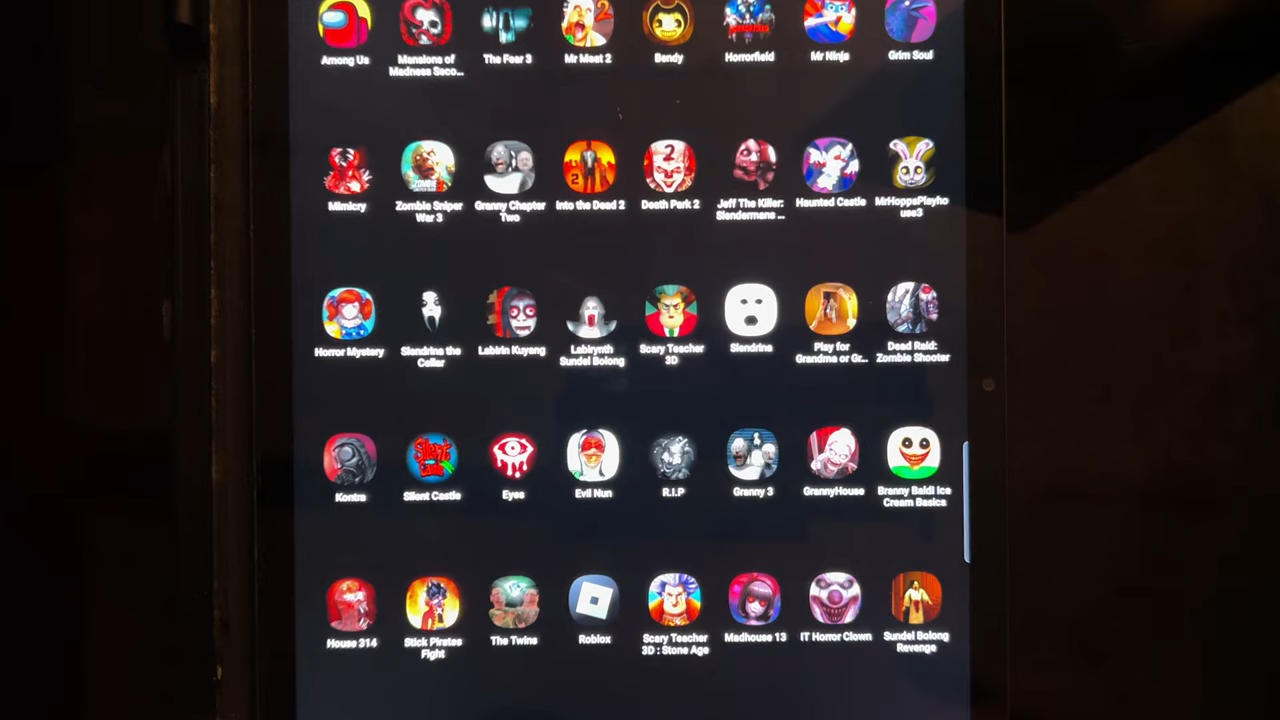 Among Us
Mansions of
Madness Seco...
The Fear 3
Mr Meat 2
Bendy
Horrorfield
Mr Ninja
Grim Soul
Mimicry
Zombie Sniper
War 3
Granny Chapter
Two
Into the Dead 2
Death Park 2
Jeff The Killer:
Slendermans ...
Haunted Castle
MrHoppsPlayho
use3
Horror Mystery
Slendrina the
Cellar
Labirin Kuyang
Labirynth
Sundel Bolong
Scary Teacher
3D
Slendrina
Play for
Grandma or Gr...
Dead Raid:
Zombie Shooter
Kontra
Silent Castle
Eyes
Evil Nun
R.I.P
Granny 3
GrannyHouse
Branny Baldi Ice
Cream Basics
House 314
Stick Pirates
Fight
The Twins
Roblox
Scary Teacher
3D : Stone Age
Madhouse 13
IT Horror Clown
Sundel Bolong
Revenge